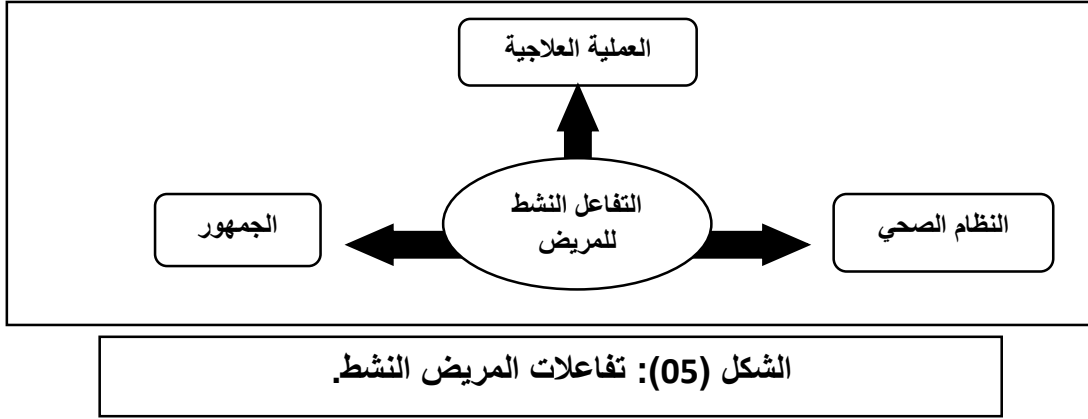 العملية العلاجية
التفاعل النشط
للمريض
النظام الصحي
الجمهور
الشكل (05): تفاعلات المريض النشط.